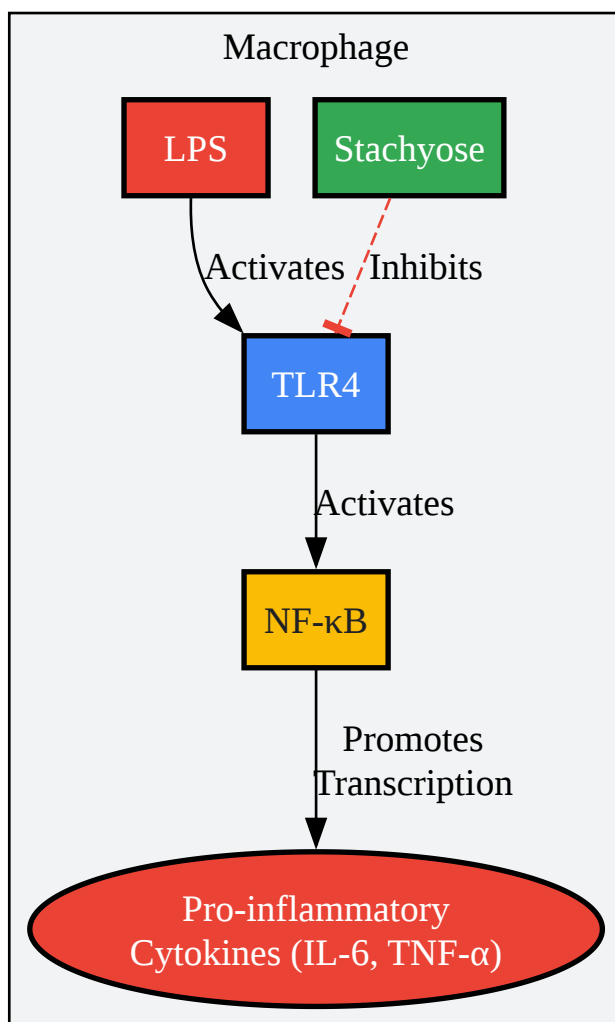 Macrophage
LPS
Stachyose
Activates
Inhibits
TLR4
Activates
NF-κB
Promotes
Transcription
Pro-inflammatory
Cytokines (IL-6, TNF-α)